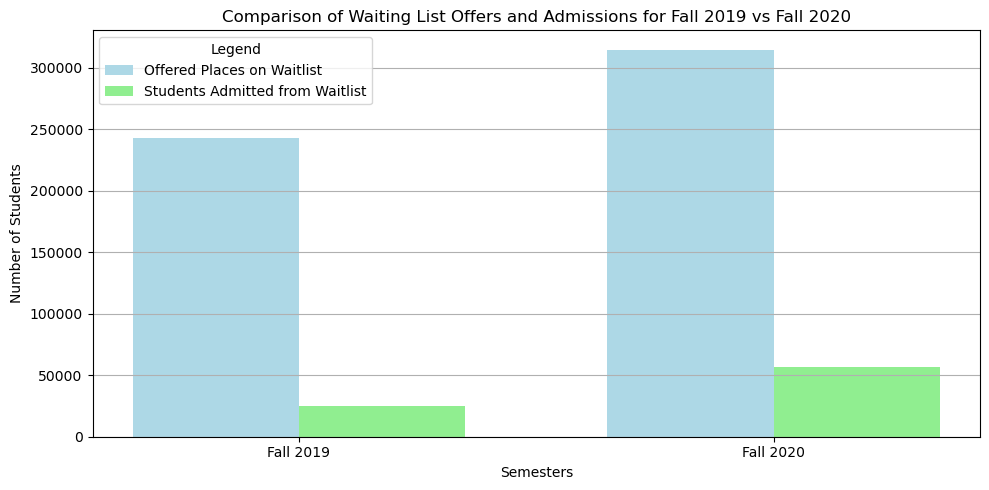 Comparison of Waiting List Offers and Admissions for Fall 2019 vs Fall 2020
Legend
Offered Places on Waitlist
Students Admitted from Waitlist
Number of Students
300000
250000
200000
150000
100000
50000
0
Fall 2019
Fall 2020
Semesters